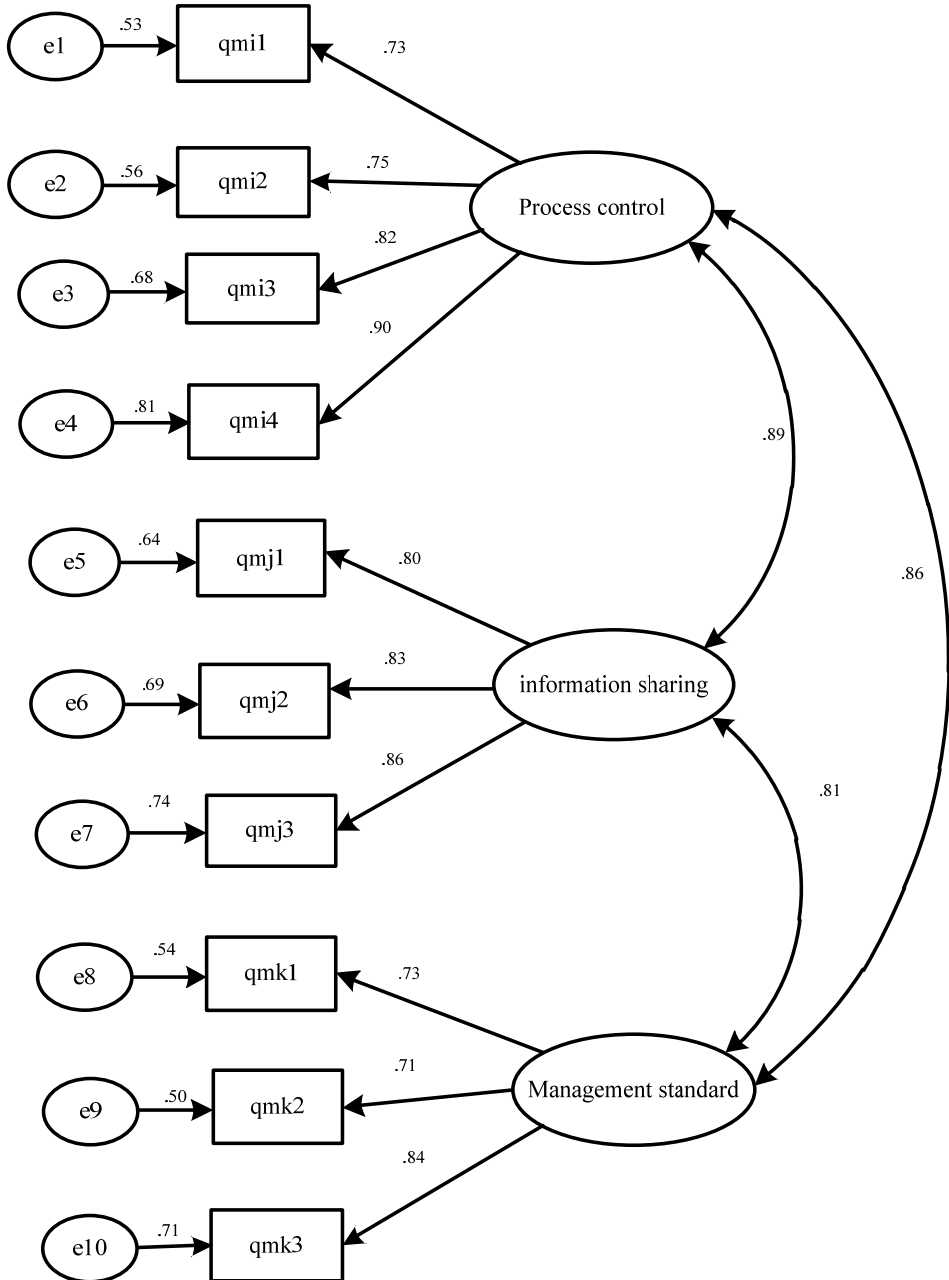 e1
.53
qmi1
.73
e2
.56
qmi2
.75
Process control
e3
.68
qmi3
.82
e4
.81
qmi4
.90
.89
e5
.64
qmj1
.80
.86
e6
.69
qmj2
.83
information sharing
e7
.74
qmj3
.86
.81
e8
.54
qmk1
.73
e9
.50
qmk2
.71
Management standard
e10
.71
qmk3
.84